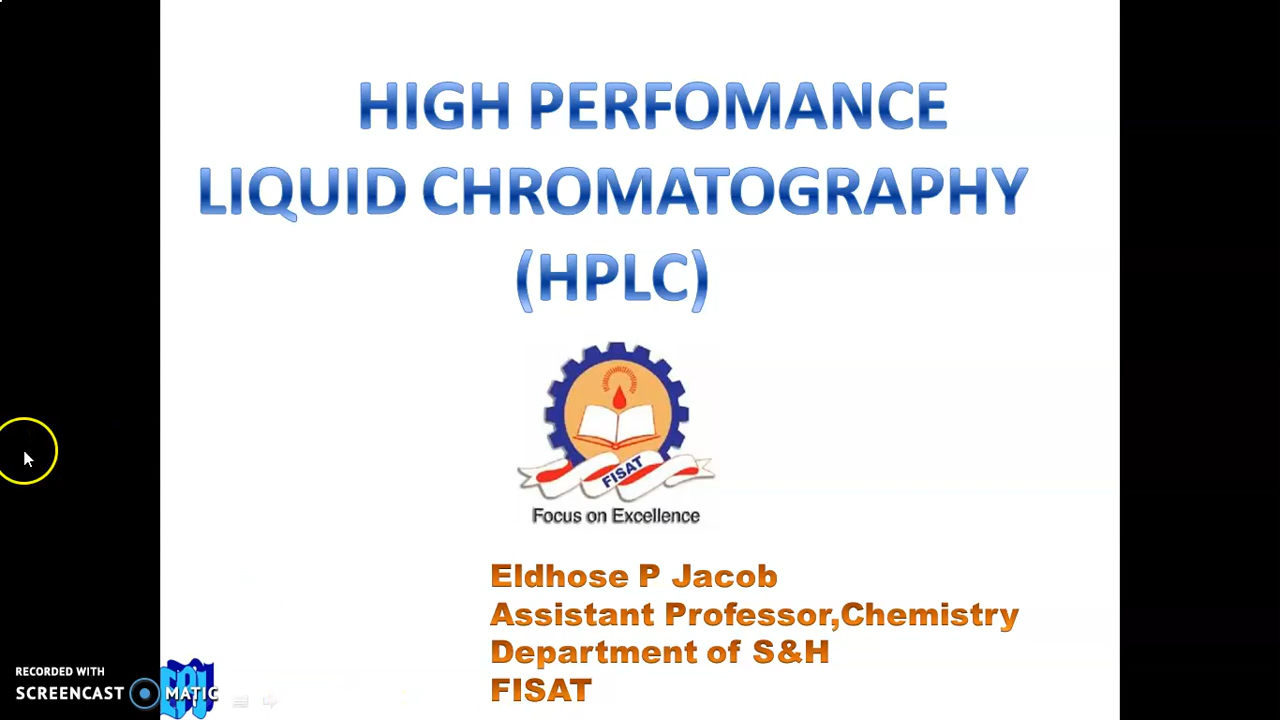 HIGH PERFOMANCE
LIQUID CHROMATOGRAPHY
(HPLC)
FISAT
Focus on Excellence
Eldhose P Jacob
Assistant Professor,Chemistry
Department of S&H
FISAT
RECORDED WITH
SCREENCAST MATIC
EPJ